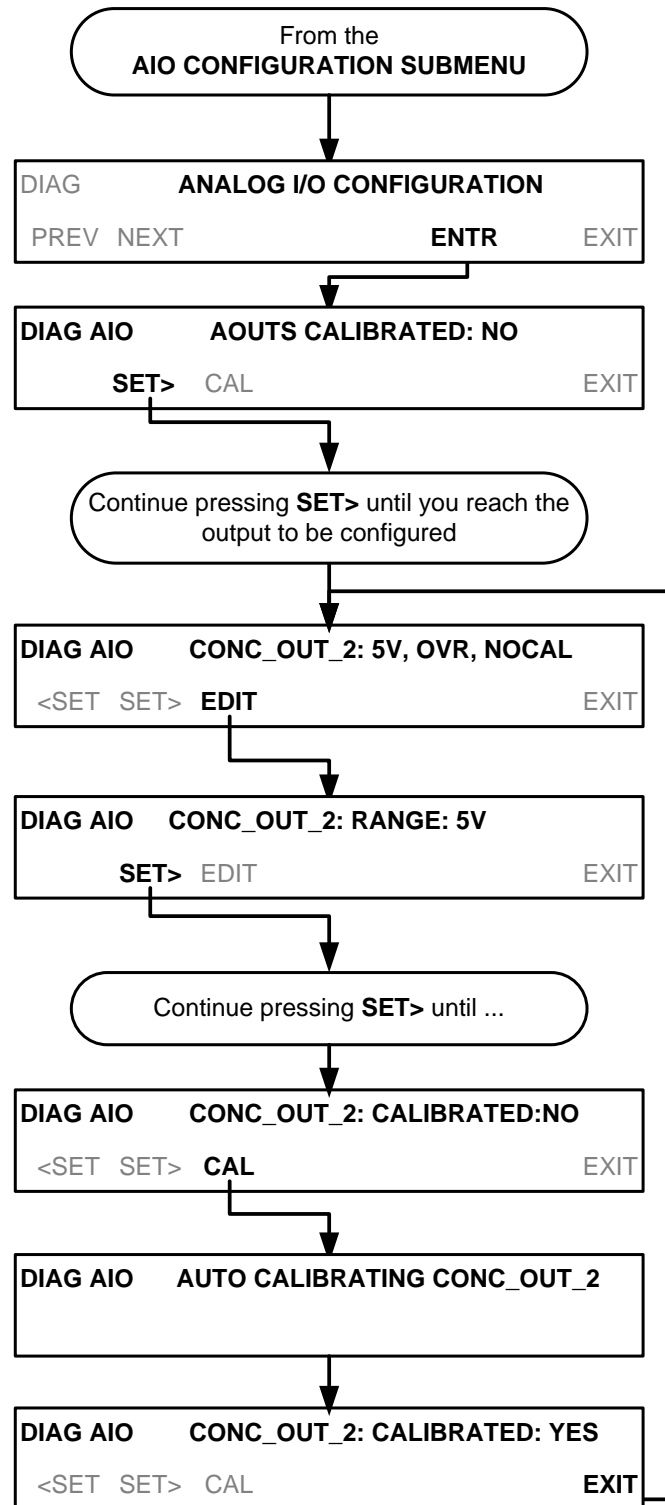 From the
AIO CONFIGURATION SUBMENU
DIAG ANALOG I/O CONFIGURATION
PREV NEXT ENTR EXIT
DIAG AIO AOUTS CALIBRATED: NO
SET> CAL EXIT
Continue pressing SET> until you reach the
output to be configured
DIAG AIO CONC_OUT_2: 5V, OVR, NOCAL
<SET SET> EDIT EXIT
DIAG AIO CONC_OUT_2: RANGE: 5V
SET> EDIT EXIT
Continue pressing SET> until ...
DIAG AIO CONC_OUT_2: CALIBRATED:NO
<SET SET> CAL EXIT
DIAG AIO AUTO CALIBRATING CONC_OUT_2
DIAG AIO CONC_OUT_2: CALIBRATED: YES
<SET SET> CAL EXIT